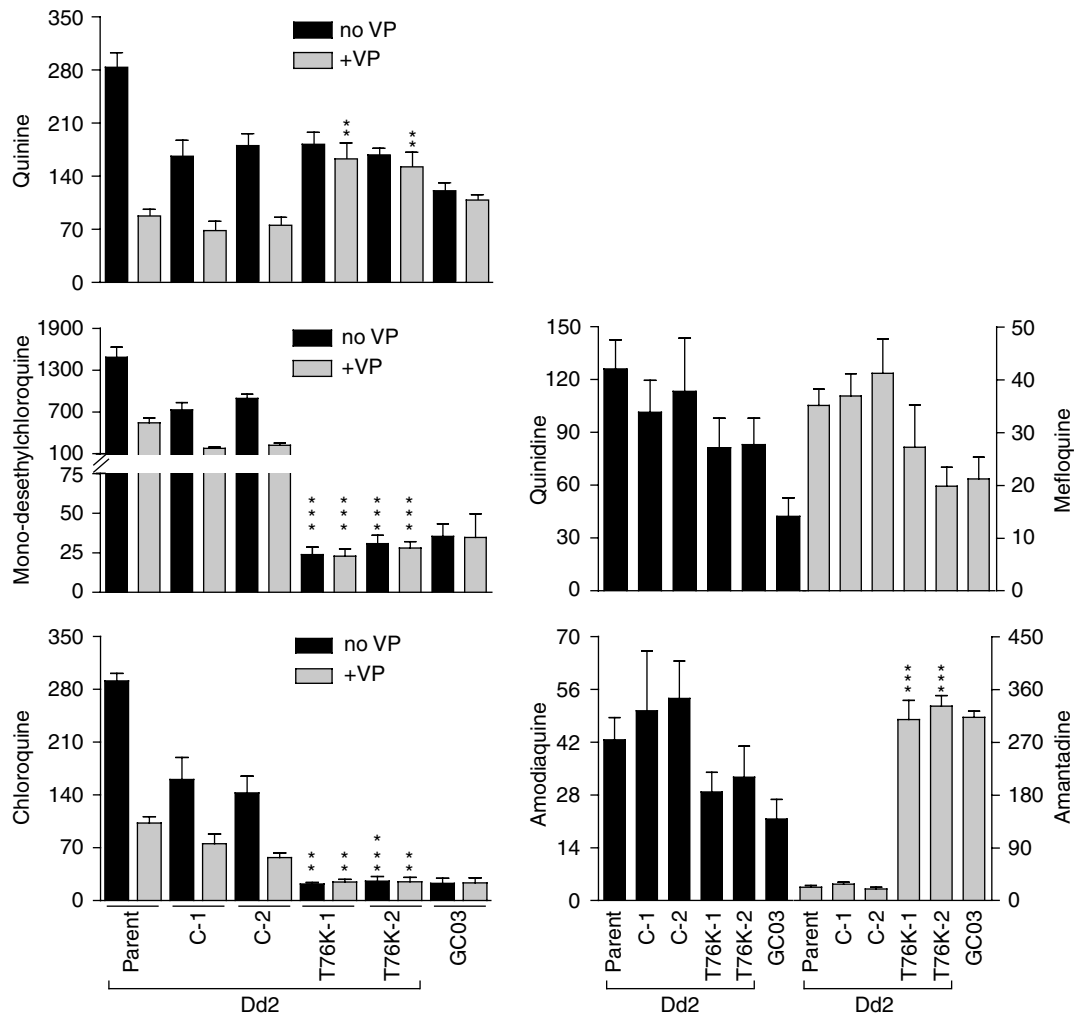 Quinine
350
280
210
140
70
0
no VP
+VP
**
**
Mono-desethylchloroquine
1900
1300
700
100
75
50
25
0
no VP
+VP
***
***
***
***
Quinidine
150
120
90
60
30
0
Mefloquine
50
40
30
20
10
0
Chloroquine
350
280
210
140
70
0
no VP
+VP
**
**
***
**
Parent
C-1
C-2
T76K-1
T76K-2
GC03
Dd2
Amodiaquine
70
56
42
28
14
0
Amantadine
450
360
270
180
90
0
***
***
Parent
C-1
C-2
T76K-1
T76K-2
GC03
Parent
C-1
C-2
T76K-1
T76K-2
GC03
Dd2
Dd2